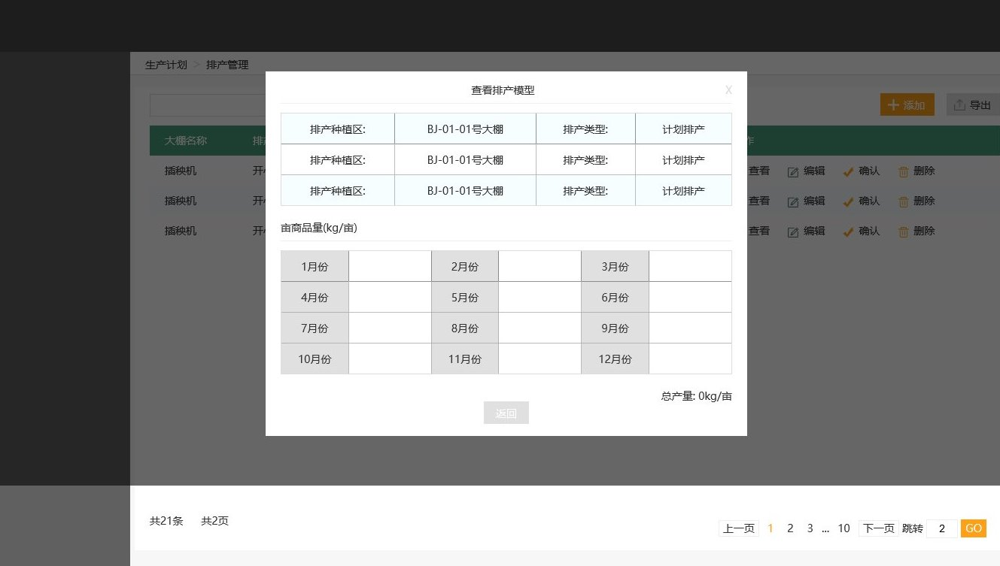 生产计划 > 排产管理
查看排产模型 X
添加 导出
排产种植区: BJ-01-01号大棚 排产类型: 计划排产
排产种植区: BJ-01-01号大棚 排产类型: 计划排产
排产种植区: BJ-01-01号大棚 排产类型: 计划排产
大棚名称 排 作
插秧机 开 查看 编辑 确认 删除
插秧机 开 查看 编辑 确认 删除
插秧机 开 查看 编辑 确认 删除
亩商品量(kg/亩)
1月份 2月份 3月份
4月份 5月份 6月份
7月份 8月份 9月份
10月份 11月份 12月份
总产量: 0kg/亩
返回
共21条 共2页
上一页 1 2 3 ... 10 下一页 跳转 2 GO